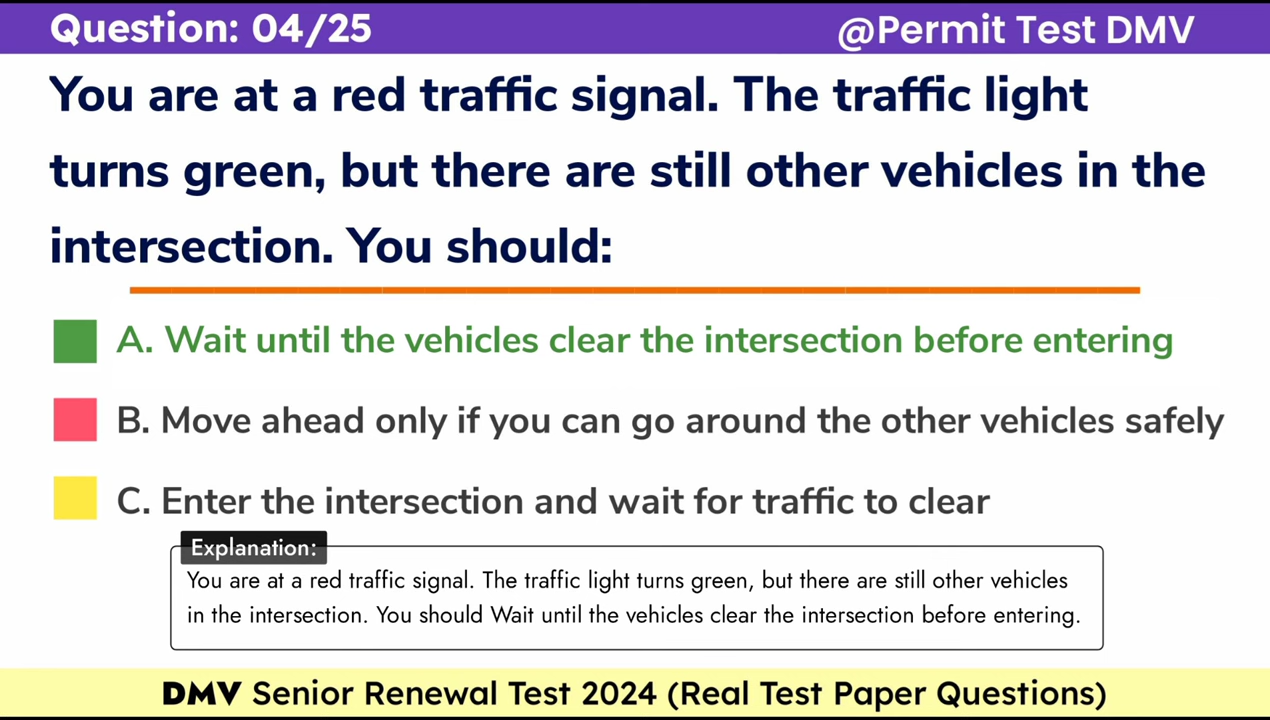 Question: 04/25
@Permit Test DMV
You are at a red traffic signal. The traffic light
turns green, but there are still other vehicles in the
intersection. You should:
A. Wait until the vehicles clear the intersection before entering
B. Move ahead only if you can go around the other vehicles safely
C. Enter the intersection and wait for traffic to clear
Explanation:
You are at a red traffic signal. The traffic light turns green, but there are still other vehicles
in the intersection. You should Wait until the vehicles clear the intersection before entering.
DMV Senior Renewal Test 2024 (Real Test Paper Questions)